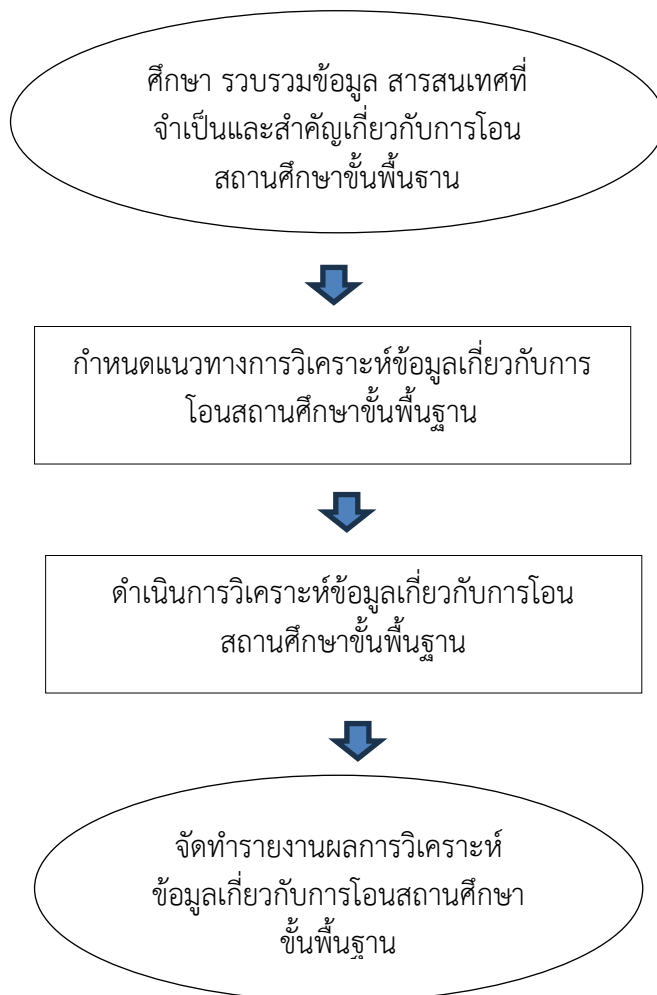 ศึกษา รวบรวมข้อมูล สารสนเทศที่
จำเป็นและสำคัญเกี่ยวกับการโอน
สถานศึกษาขั้นพื้นฐาน
กำหนดแนวทางการวิเคราะห์ข้อมูลเกี่ยวกับการ
โอนสถานศึกษาขั้นพื้นฐาน
ดำเนินการวิเคราะห์ข้อมูลเกี่ยวกับการโอน
สถานศึกษาขั้นพื้นฐาน
จัดทำรายงานผลการวิเคราะห์
ข้อมูลเกี่ยวกับการโอนสถานศึกษา
ขั้นพื้นฐาน